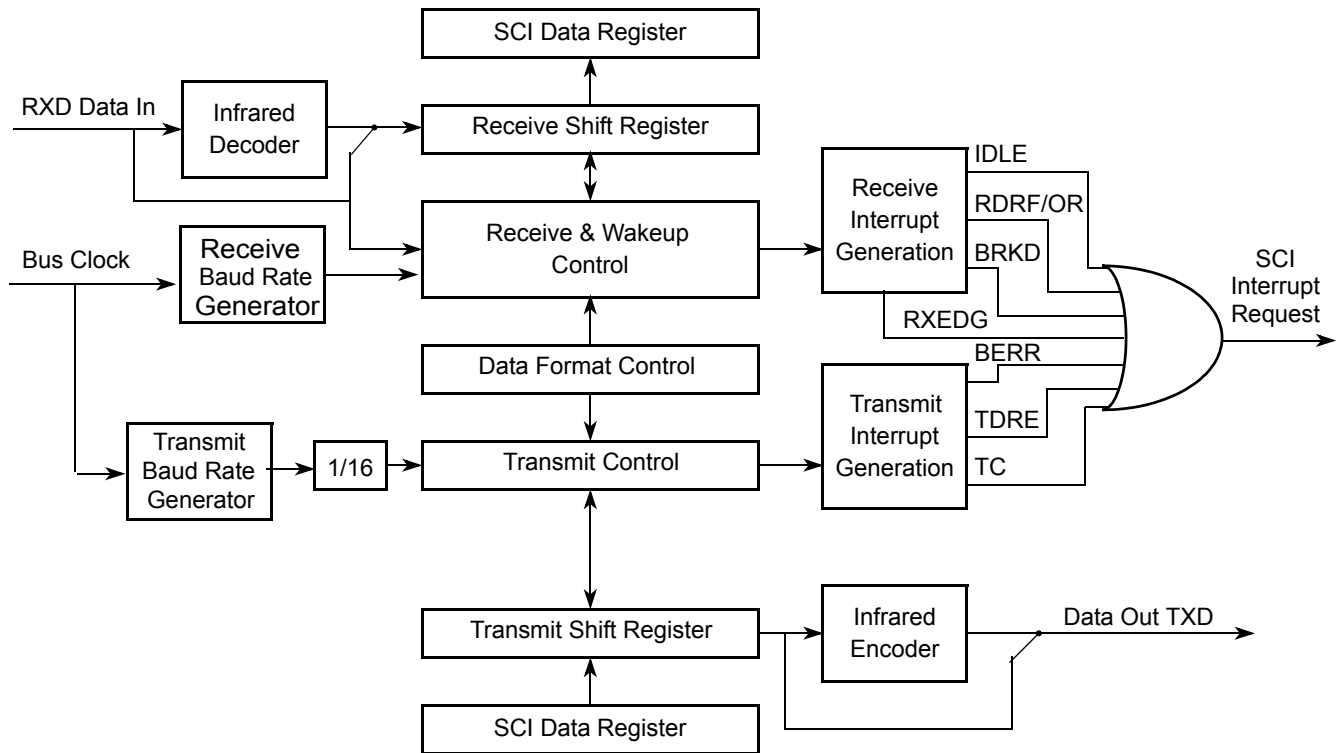 SCI Data Register
RXD Data In
Infrared
Decoder
Receive Shift Register
IDLE
Receive
Interrupt
Generation
RDRF/OR
BRKD
Receive & Wakeup
Control
Bus Clock
Receive
Baud Rate
Generator
SCI
Interrupt
Request
RXEDG
BERR
Data Format Control
Transmit
Interrupt
Generation
TDRE
TC
Transmit
Baud Rate
Generator
1/16
Transmit Control
Transmit Shift Register
Infrared
Encoder
Data Out TXD
SCI Data Register